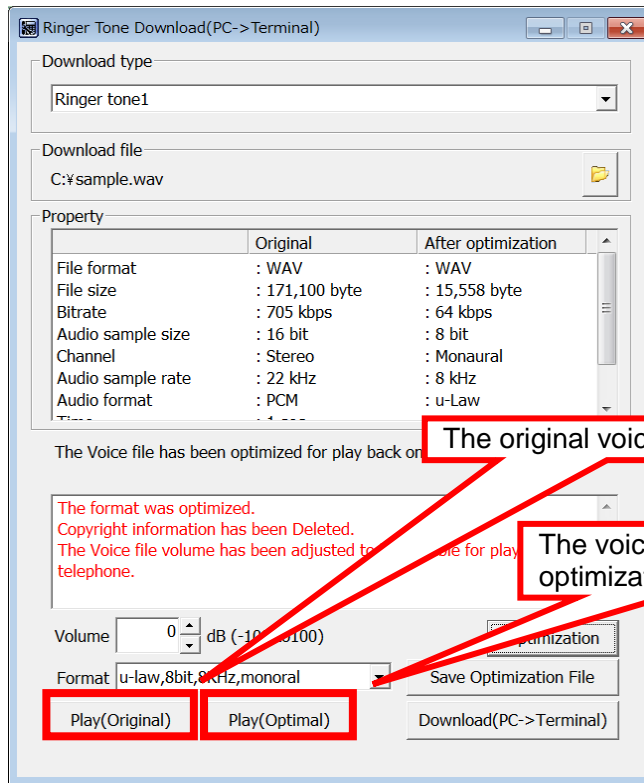 Ringer Tone Download(PC->Terminal)
Download type
Ringer tone1
Download file
C:¥sample.wav
Property
Original After optimization
File format : WAV : WAV
File size : 171,100 byte : 15,558 byte
Bitrate : 705 kbps : 64 kbps
Audio sample size : 16 bit : 8 bit
Channel : Stereo : Monaural
Audio sample rate : 22 kHz : 8 kHz
Audio format : PCM : u-Law
The original voic
The Voice file has been optimized for play back on
The format was optimized.
Copyright information has been Deleted.
The Voice file volume has been adjusted to for play
telephone.
The voic
optimiza
Volume 0 dB
Format u-law,8bit,8KHz,monoral
Save Optimization File
Play(Original) Play(Optimal) Download(PC->Terminal)